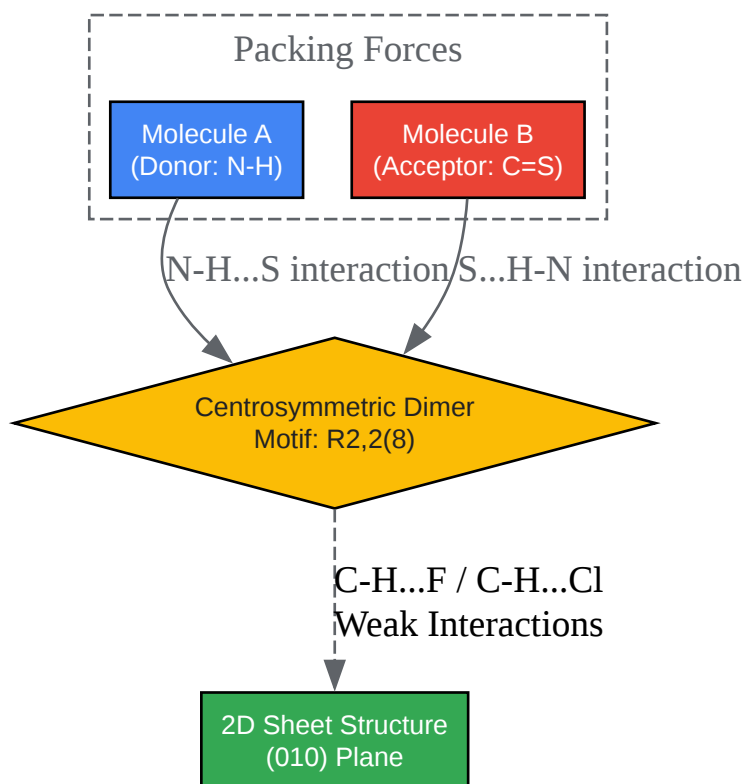 Packing Forces
Molecule A
(Donor: N-H)
Molecule B
(Acceptor: C=S)
N-H...S interaction
S...H-N interaction
Centrosymmetric Dimer
Motif: R2,2(8)
C-H...F / C-H...Cl
Weak Interactions
2D Sheet Structure
(010) Plane